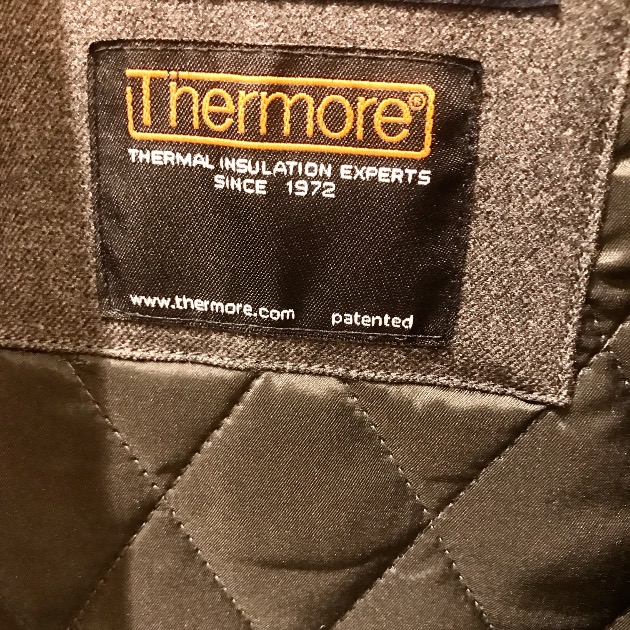 Thermore®
THERMAL INSULATION EXPERTS
SINCE 1972
www.thermore.com patented